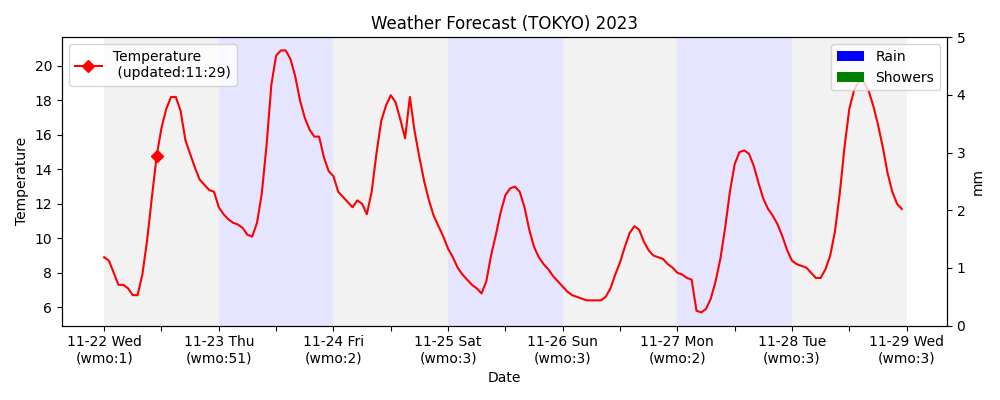 Weather Forecast (TOKYO) 2023
Temperature
(updated:11:29)
Rain
Showers
20
18
16
14
12
10
8
6
Temperature
5
4
3
2
1
0
mm
11-22 Wed
(wmo:1)
11-23 Thu
(wmo:51)
11-24 Fri
(wmo:2)
11-25 Sat
(wmo:3)
11-26 Sun
(wmo:3)
11-27 Mon
(wmo:2)
11-28 Tue
(wmo:3)
11-29 Wed
(wmo:3)
Date